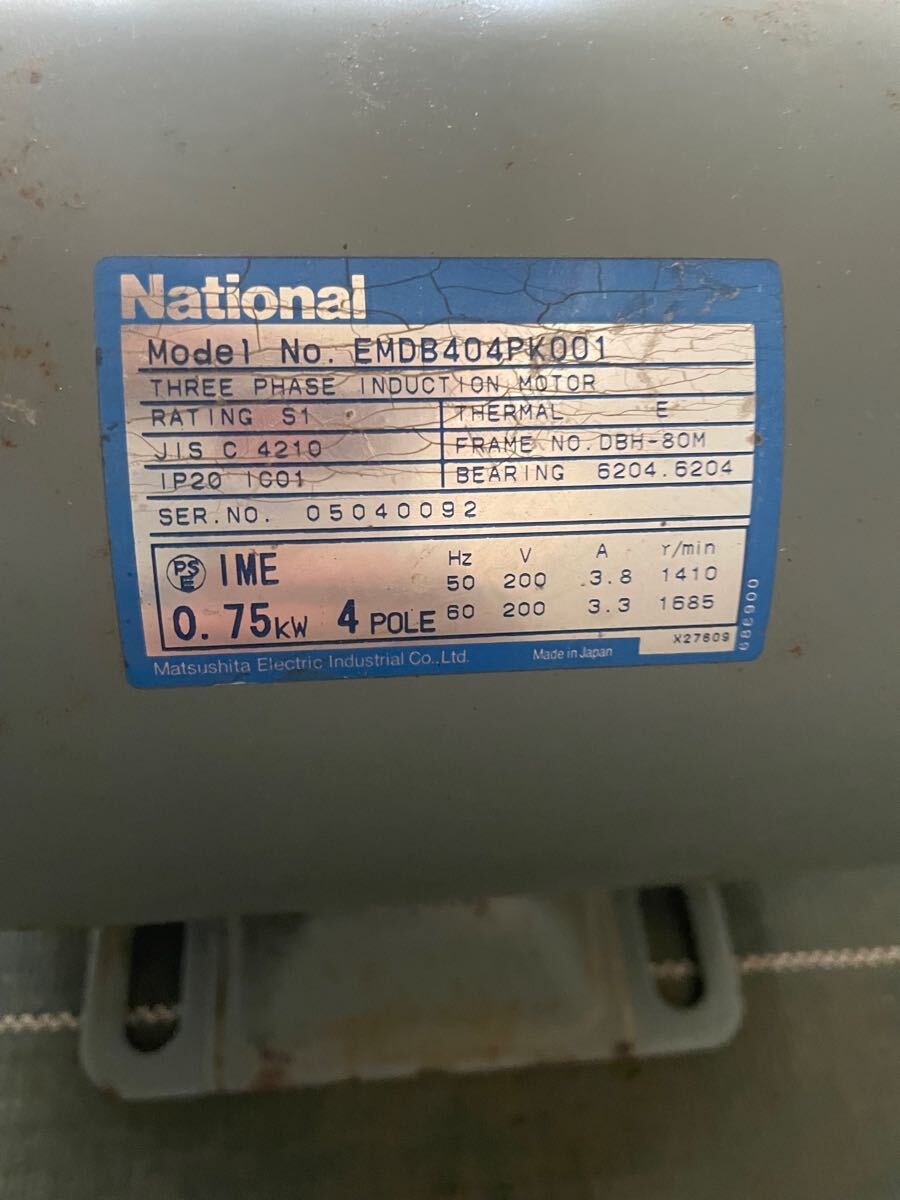 National
Model No. EMDB404PK001
THREE PHASE INDUCTION MOTOR
RATING S1 THERMAL E
JIS C 4210 FRAME NO. DBH-80M
IP20 IC01 BEARING 6204.6204
SER.NO. 05040092
PS E IME
0.75KW 4 POLE
Hz V A r/min
50 200 3.8 1410
60 200 3.3 1685
X27609
Matsushita Electric Industrial Co.,Ltd. Made in Japan